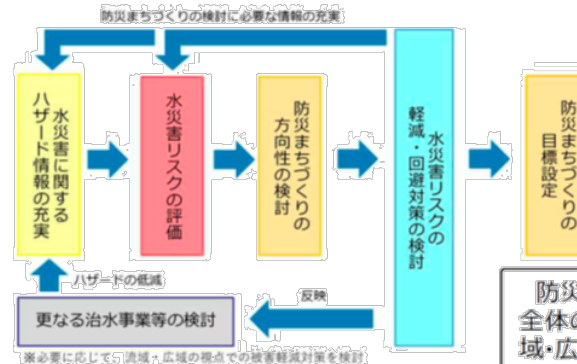 防災まちづくりの検討に必要な情報の充実
水災害に関する
ハザード情報の充実
水災害リスクの評価
防災まちづくりの
方向性の検討
水災害リスクの
軽減・回避対策の検討
防災まちづくりの
目標設定
ハザードの低減
反映
更なる治水事業等の検討
防災
全体の
域・広
※必要に応じて、流域・広域の視点での被害軽減対策を検討